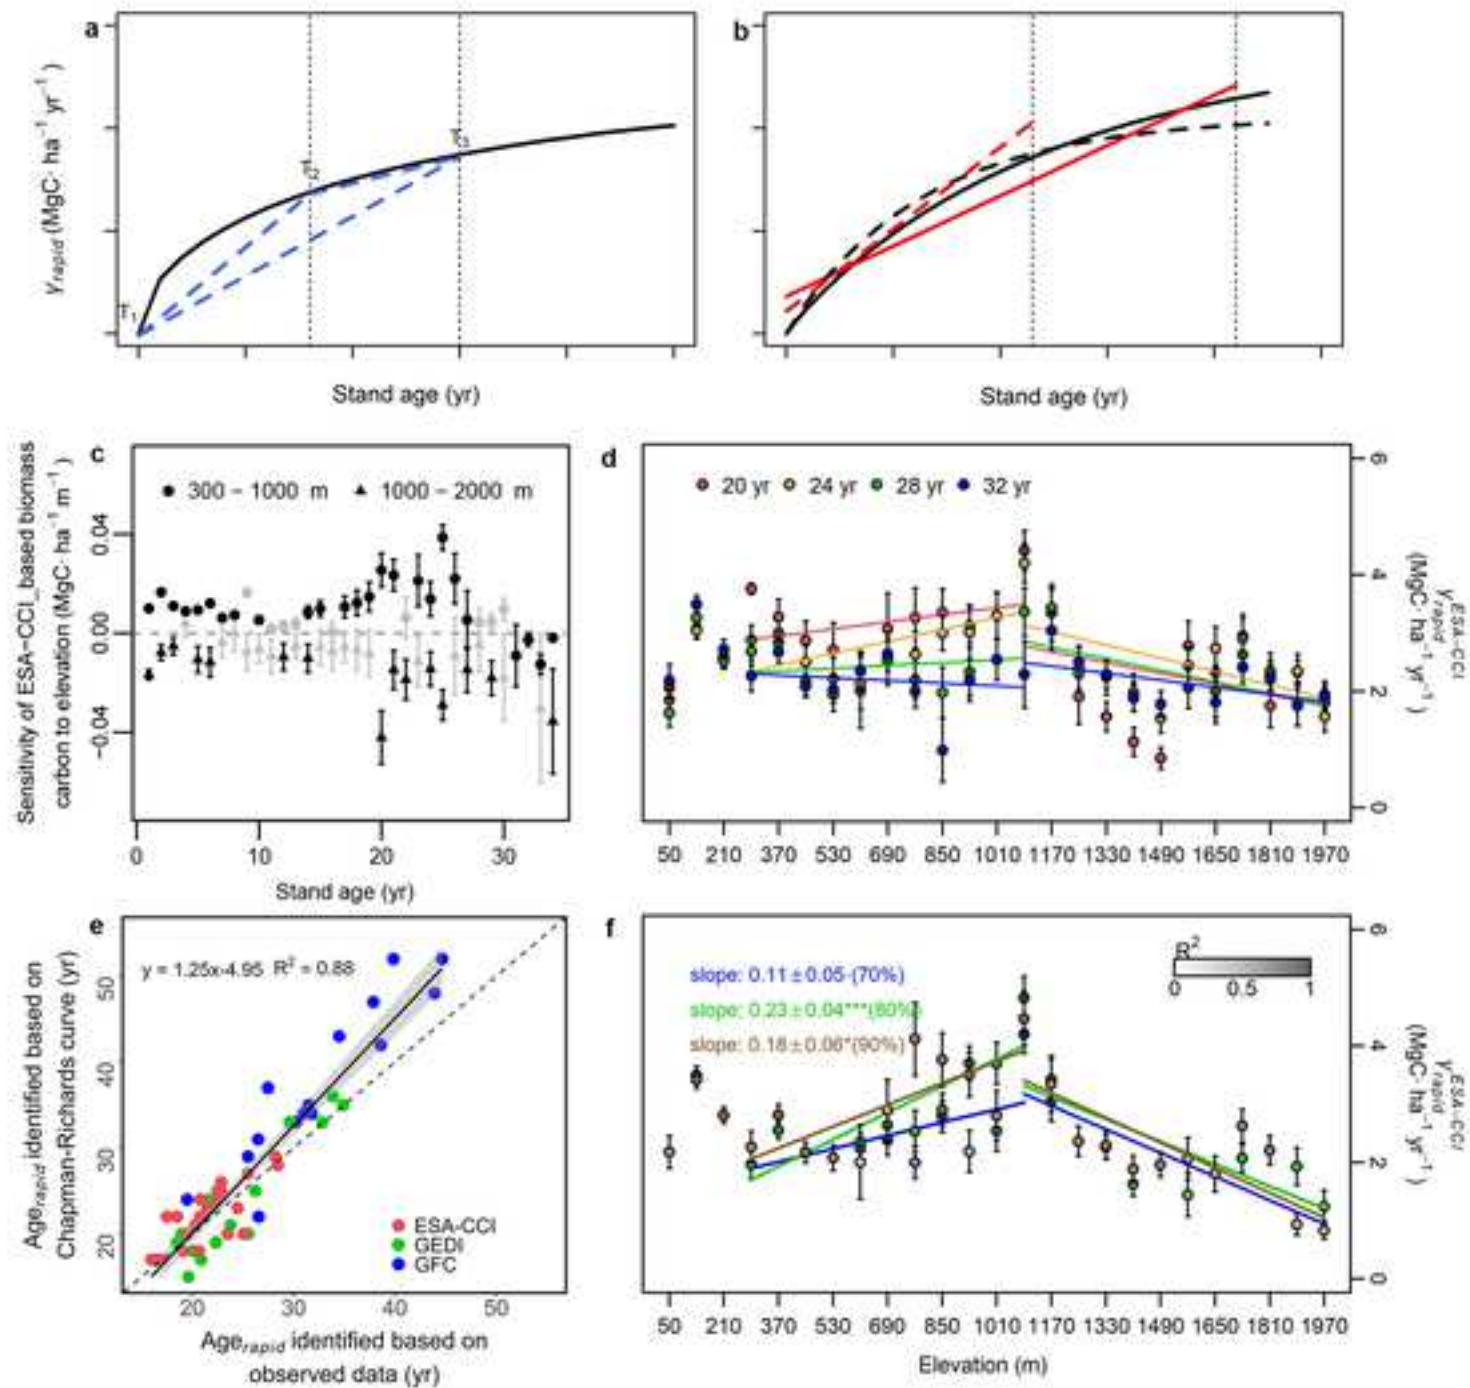 a
γrapid (MgC· ha⁻¹ yr⁻¹)
T1
T2
T3
Stand age (yr)
b
Stand age (yr)
c
300 − 1000 m
1000 − 2000 m
Sensitivity of ESA−CCI_based biomass
carbon to elevation (MgC· ha⁻¹ m⁻¹)
0.04
0.00
−0.04
0 10 20 30
Stand age (yr)
d
20 yr 24 yr 28 yr 32 yr
6
4
2
0
γrapid ESA−CCI
(MgC· ha⁻¹ yr⁻¹)
50 210 370 530 690 850 1010 1170 1330 1490 1650 1810 1970
e
y = 1.25x-4.95 R² = 0.88
Agerapid identified based on
Chapman-Richards curve (yr)
50
40
30
20
ESA-CCI
GEDI
GFC
20 30 40 50
Agerapid identified based on
observed data (yr)
f
slope: 0.11±0.05·(70%)
slope: 0.23±0.04***(80%)
slope: 0.18±0.06*(90%)
R²
0 0.5 1
6
4
2
0
γrapid ESA−CCI
(MgC· ha⁻¹ yr⁻¹)
50 210 370 530 690 850 1010 1170 1330 1490 1650 1810 1970
Elevation (m)